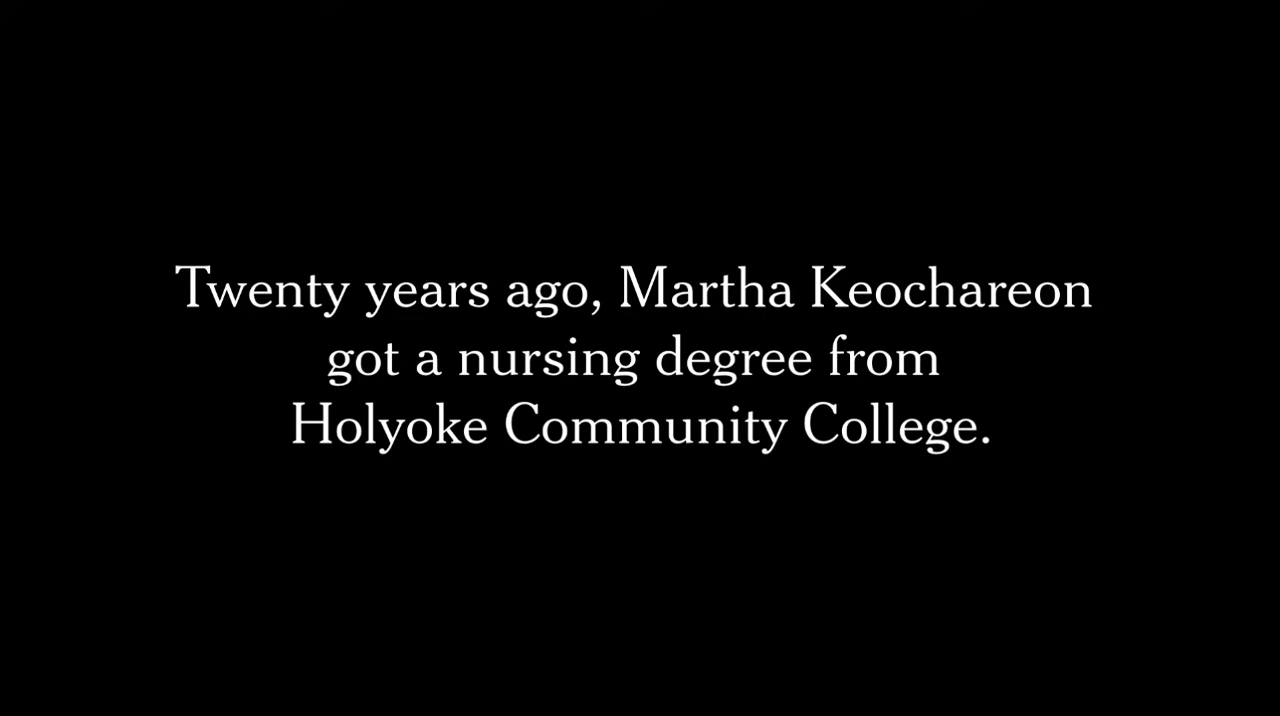 Twenty years ago, Martha Keochareon
got a nursing degree from
Holyoke Community College.